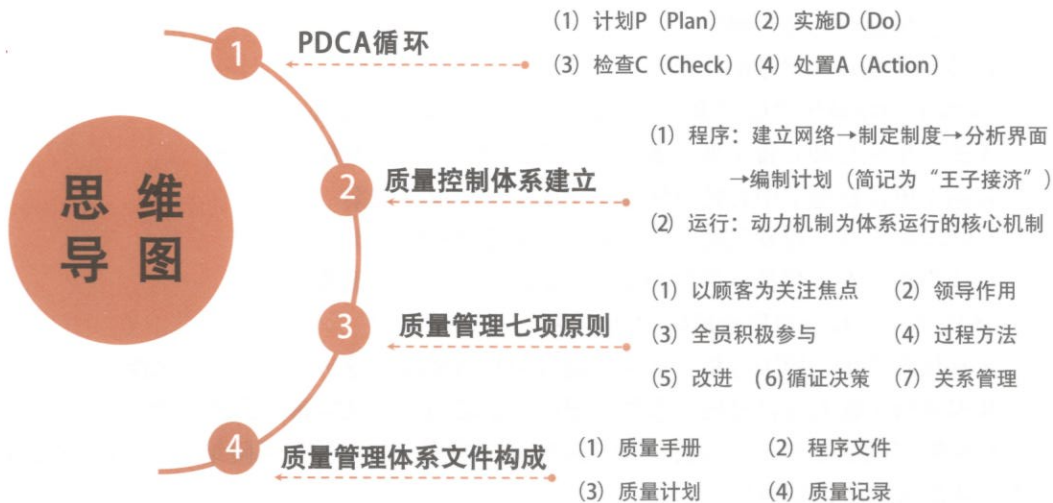 思维
导图
1
PDCA循环
(1) 计划P (Plan) (2) 实施D (Do)
(3) 检查C (Check) (4) 处置A (Action)
2
质量控制体系建立
(1) 程序：建立网络→制定制度→分析界面
→编制计划（简记为“王子接济”）
(2) 运行：动力机制为体系运行的核心机制
3
质量管理七项原则
(1) 以顾客为关注焦点 (2) 领导作用
(3) 全员积极参与 (4) 过程方法
(5) 改进 (6)循证决策 (7) 关系管理
4
质量管理体系文件构成
(1) 质量手册 (2) 程序文件
(3) 质量计划 (4) 质量记录